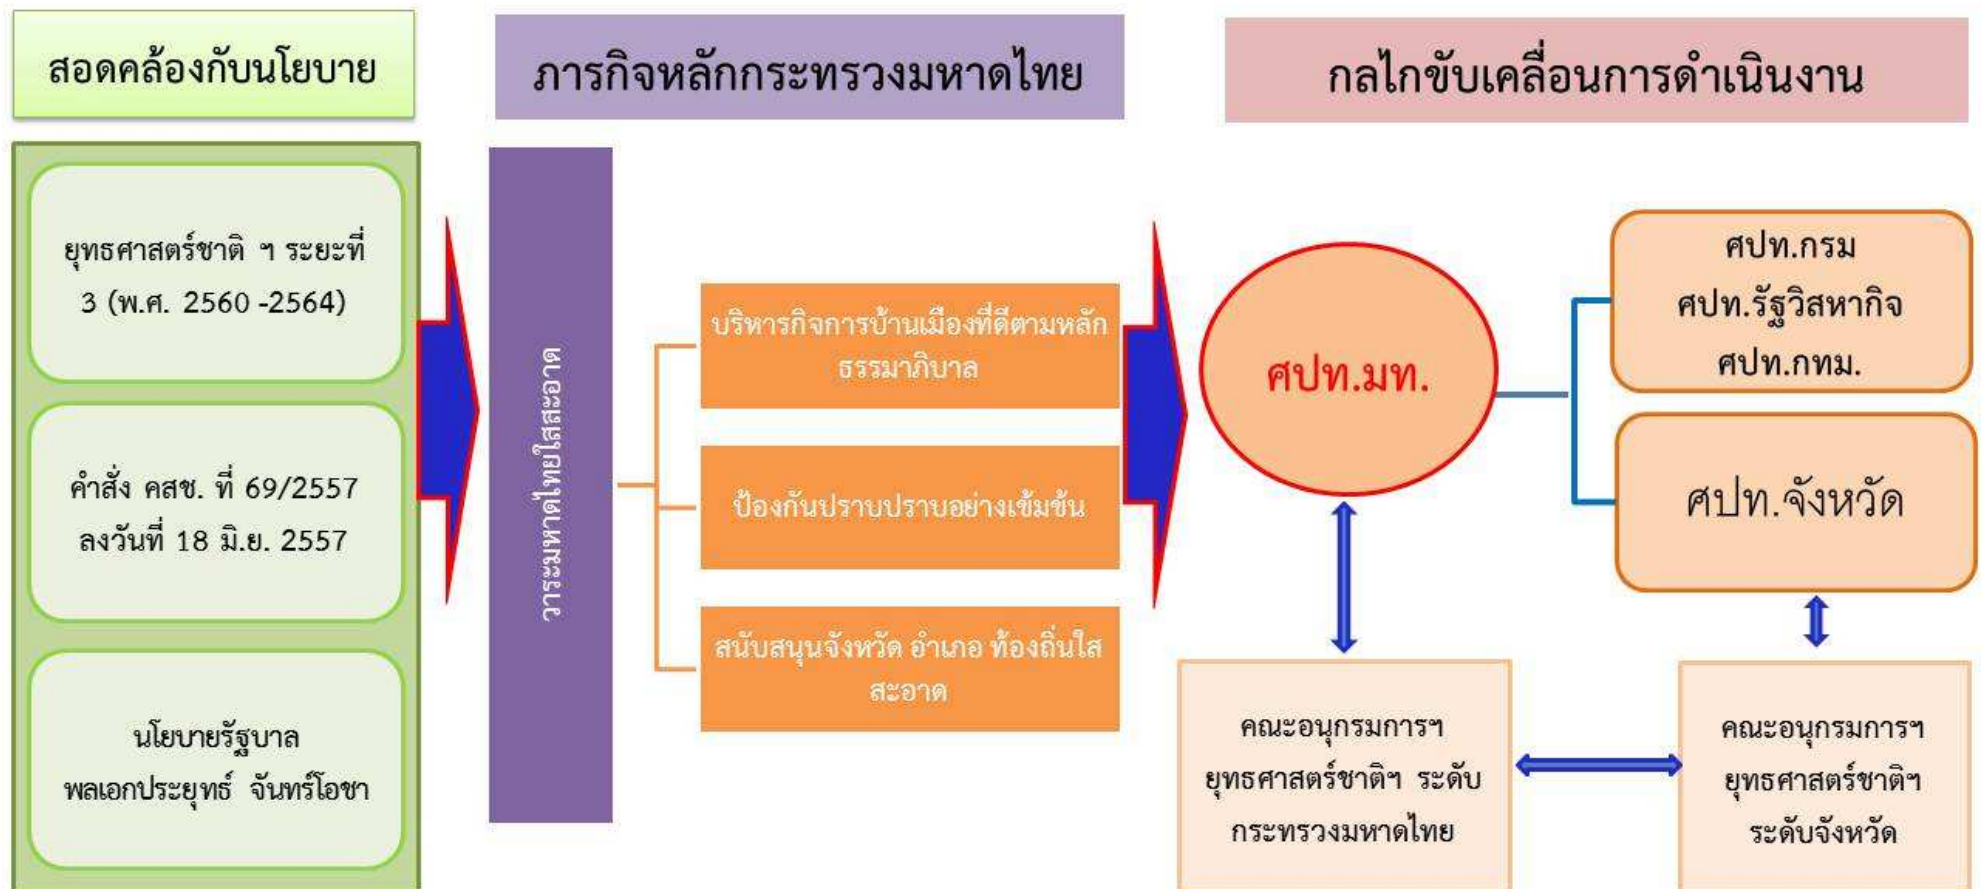 สอดคล้องกับนโยบาย
ยุทธศาสตร์ชาติ ฯ ระยะที่
3 (พ.ศ. 2560 -2564)
คำสั่ง คสช. ที่ 69/2557
ลงวันที่ 18 มิ.ย. 2557
นโยบายรัฐบาล
พลเอกประยุทธ์ จันทร์โอชา
ภารกิจหลักกระทรวงมหาดไทย
วาระมหาดไทยใสสะอาด
บริหารกิจการบ้านเมืองที่ดีตามหลัก
ธรรมาภิบาล
ป้องกันปราบปราบอย่างเข้มข้น
สนับสนุนจังหวัด อำเภอ ท้องถิ่นใส
สะอาด
กลไกขับเคลื่อนการดำเนินงาน
ศปท.มท.
ศปท.กรม
ศปท.รัฐวิสหากิจ
ศปท.กทม.
ศปท.จังหวัด
คณะอนุกรมการฯ
ยุทธศาสตร์ชาติฯ ระดับ
กระทรวงมหาดไทย
คณะอนุกรมการฯ
ยุทธศาสตร์ชาติฯ
ระดับจังหวัด